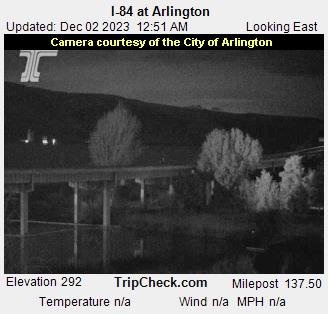 I-84 at Arlington
Updated: Dec 02 2023 12:51 AM Looking East
Camera courtesy of the City of Arlington
Elevation 292 TripCheck.com Milepost 137.50
Temperature n/a Wind n/a MPH n/a